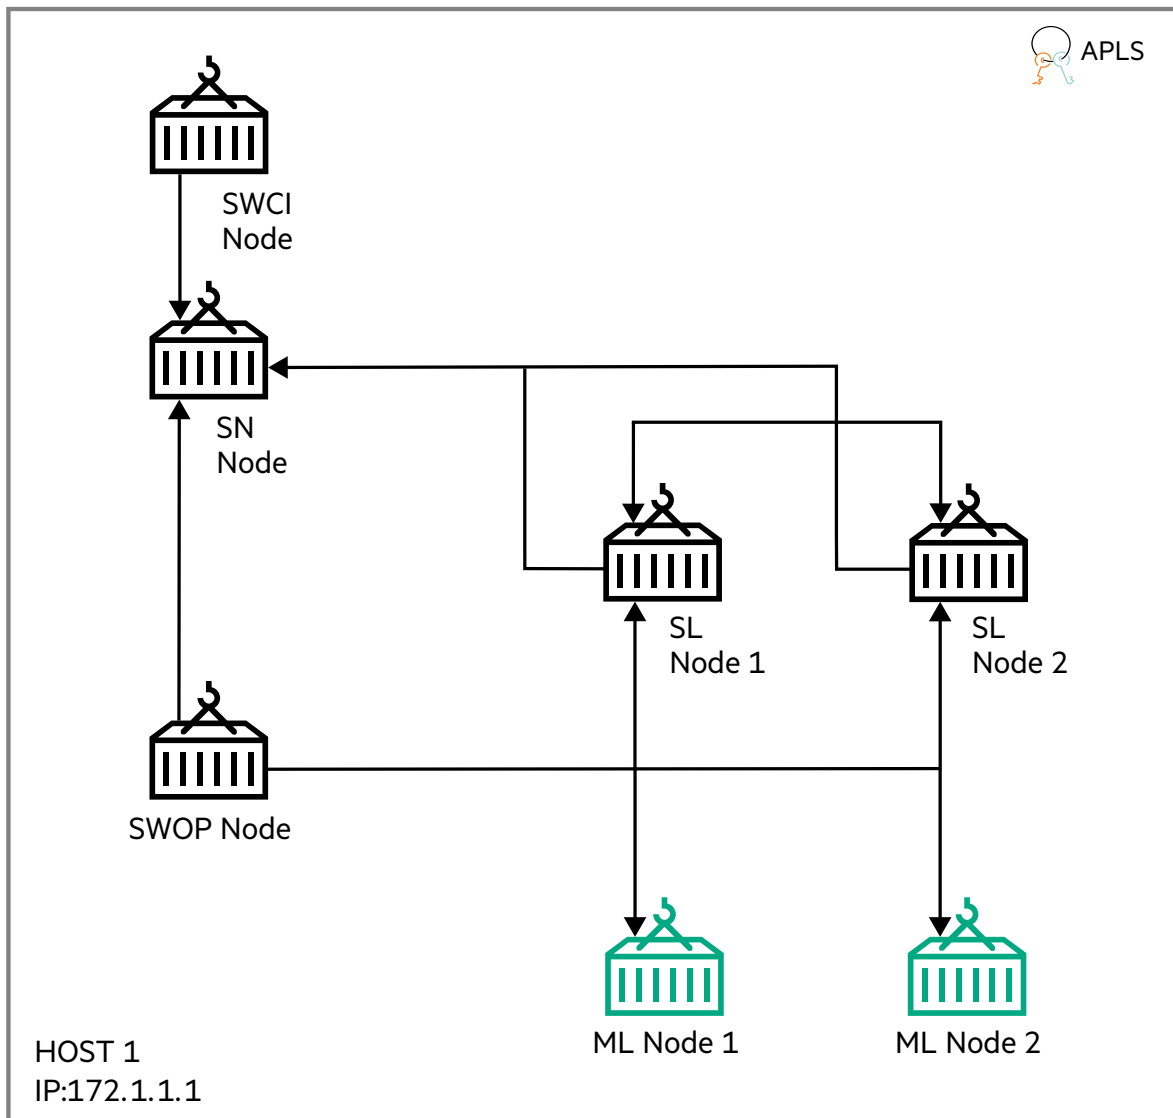 APLS
SWCI
Node
SN
Node
SL
Node 1
SL
Node 2
SWOP Node
ML Node 1
ML Node 2
HOST 1
IP:172.1.1.1